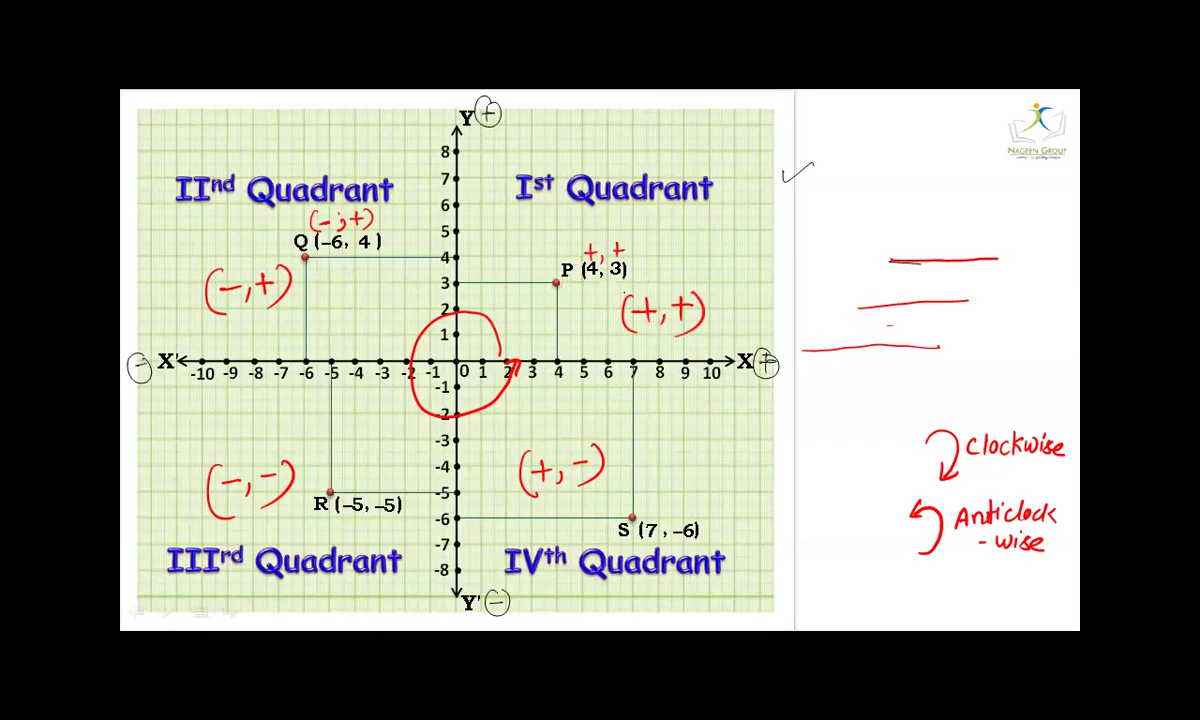 Y +
NAGEEN GROUP
IInd Quadrant
Ist Quadrant
(-, +)
Q (-6, 4)
+, +
P (4, 3)
(-, +)
(+, +)
8
7
6
5
4
3
2
1
- X' -10 -9 -8 -7 -6 -5 -4 -3 -2 -1 0 1 2 3 4 5 6 7 8 9 10 X +
-1
-2
-3
-4
-5
-6
-7
-8
(-, -)
(+, -)
R (-5, -5)
S (7, -6)
IIIrd Quadrant
IVth Quadrant
Y' -
Clockwise
Anticlock
- wise